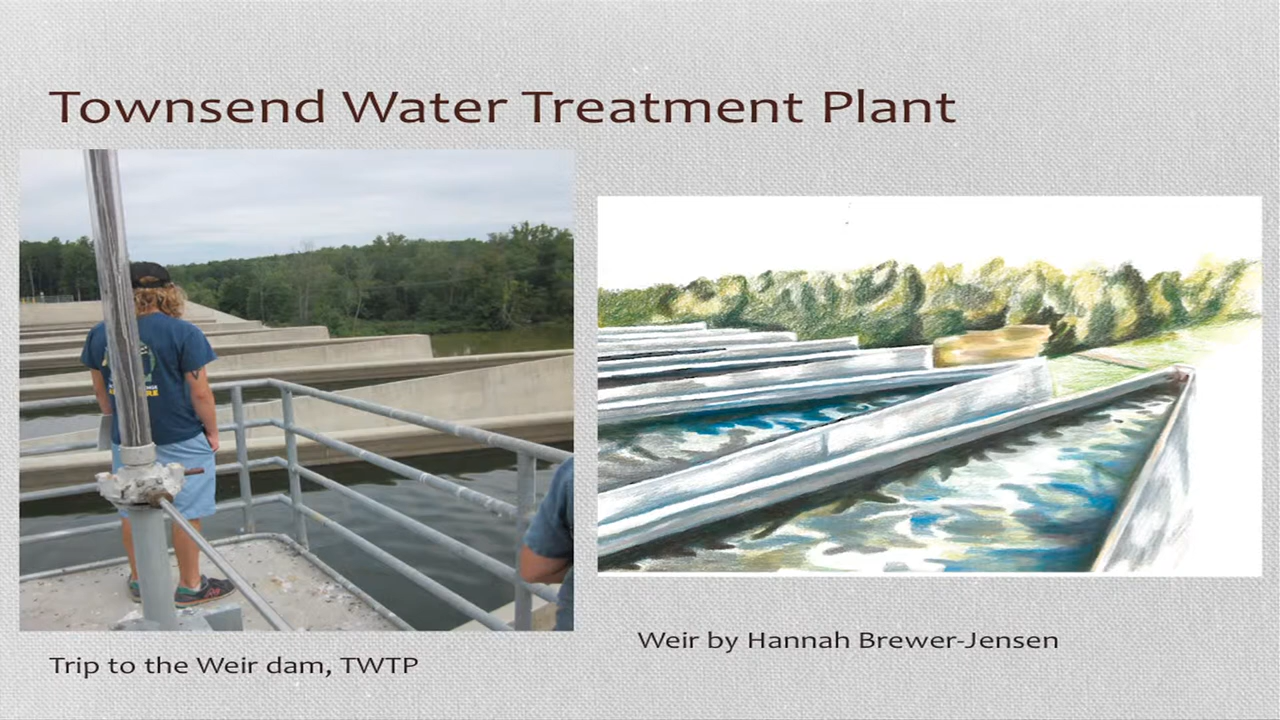 Townsend Water Treatment Plant
Weir by Hannah Brewer-Jensen
Trip to the Weir dam, TWTP